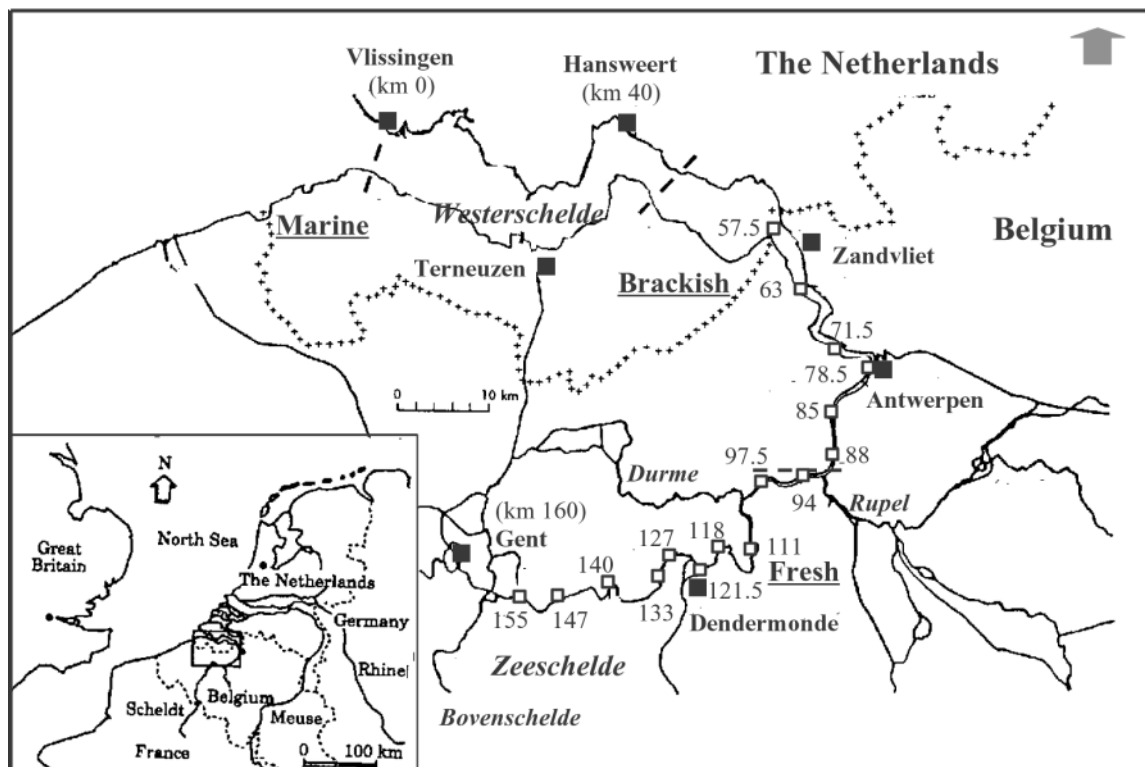 Vlissingen
(km 0)
Hansweert
(km 40)
The Netherlands
Westerschelde
Marine
57.5
Belgium
Zandvliet
Terneuzen
Brackish
63
71.5
0
10 km
78.5
Antwerpen
85
Durme
97.5
88
94
Rupel
(km 160)
Gent
127
118
111
140
Fresh
155
147
133
121.5
Dendermonde
Zeeschelde
Bovenschelde
N
North Sea
Great
Britain
The Netherlands
Germany
Rhine
Belgium
Scheldt
Meuse
France
0
100 km